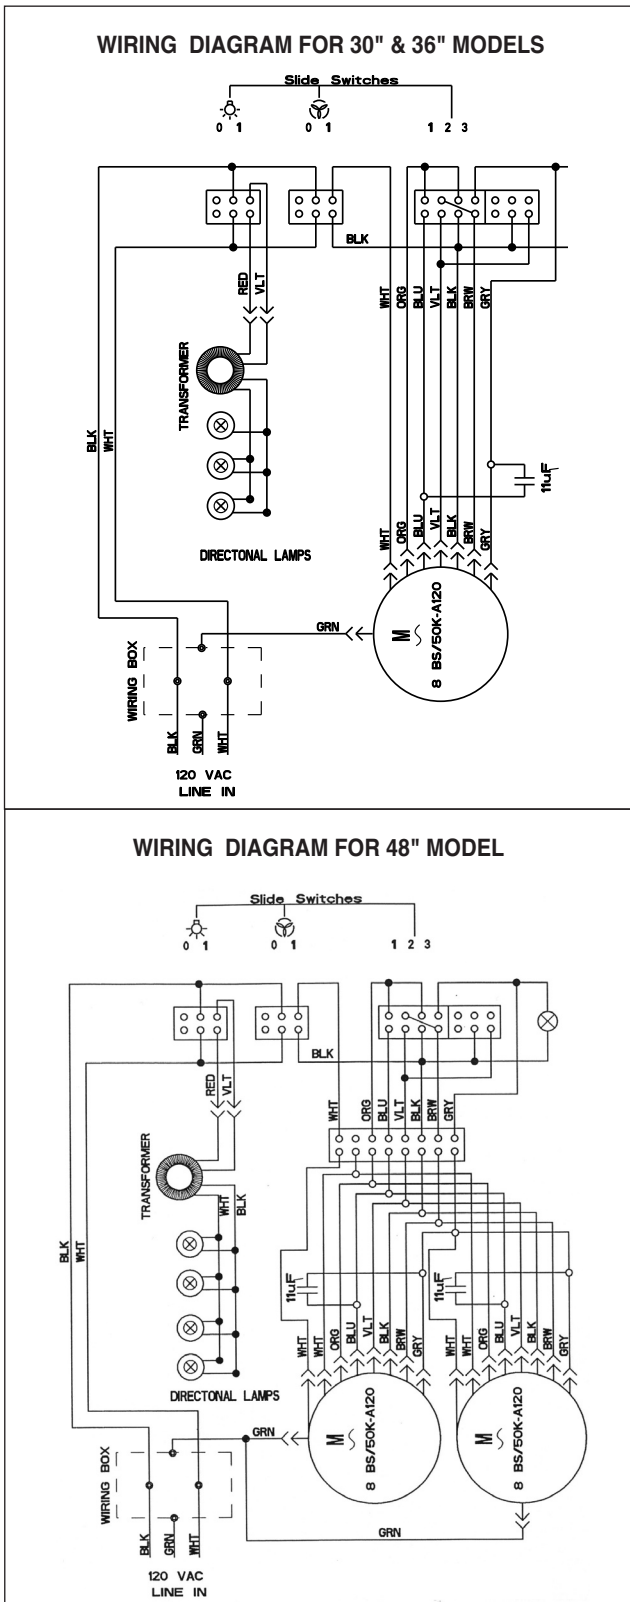 WIRING DIAGRAM FOR 30" & 36" MODELS
Slide Switches
0 1
0 1
1 2 3
BLK
RED
VLT
WHT
ORG
BLU
VLT
BLK
BRW
GRY
TRANSFORMER
BLK
WHT
11uF
WHT
ORG
BLU
VLT
BLK
BRW
GRY
DIRECTONAL LAMPS
GRN
M
8 BS/50K-A120
WIRING BOX
BLK
GRN
WHT
120 VAC
LINE IN
WIRING DIAGRAM FOR 48" MODEL
Slide Switches
0 1
0 1
1 2 3
BLK
RED
VLT
WHT
ORG
BLU
VLT
BLK
BRW
GRY
TRANSFORMER
WHT
BLK
BLK
WHT
11uF
11uF
WHT
WHT
ORG
BLU
VLT
BLK
BRW
GRY
WHT
WHT
ORG
BLU
VLT
BLK
BRW
GRY
DIRECTONAL LAMPS
GRN
M
8 BS/50K-A120
M
8 BS/50K-A120
WIRING BOX
GRN
BLK
GRN
WHT
120 VAC
LINE IN